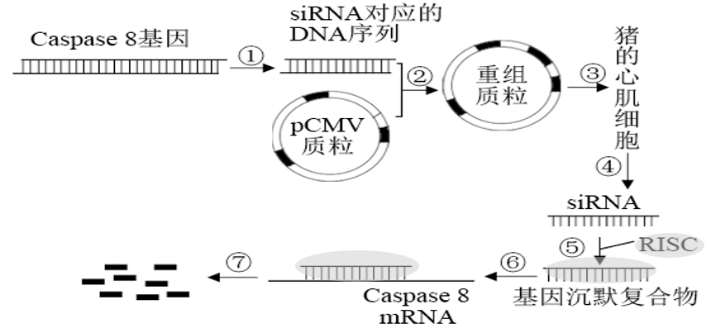 Caspase 8基因
①
siRNA对应的
DNA序列
②
pCMV
质粒
重组
质粒
③
猪的心肌细胞
④
siRNA
⑤
RISC
基因沉默复合物
⑥
Caspase 8
mRNA
⑦